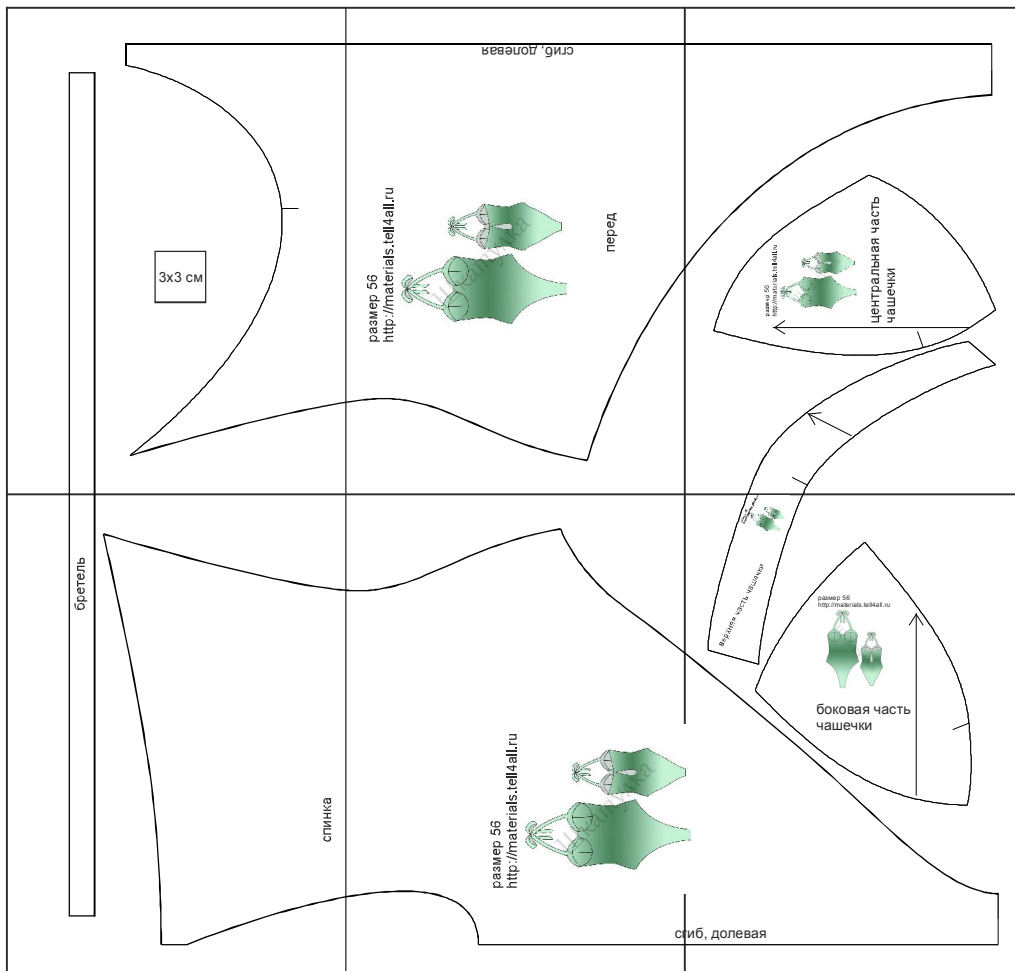 сгиб, долевая
3х3 см
размер 56
http://materials.tell4all.ru
перед
размер 56
http://materials.tell4all.ru
центральная часть
чашечки
бретель
верхняя часть чашечки
размер 56
http://materials.tell4all.ru
боковая часть
чашечки
спинка
размер 56
http://materials.tell4all.ru
сгиб, долевая